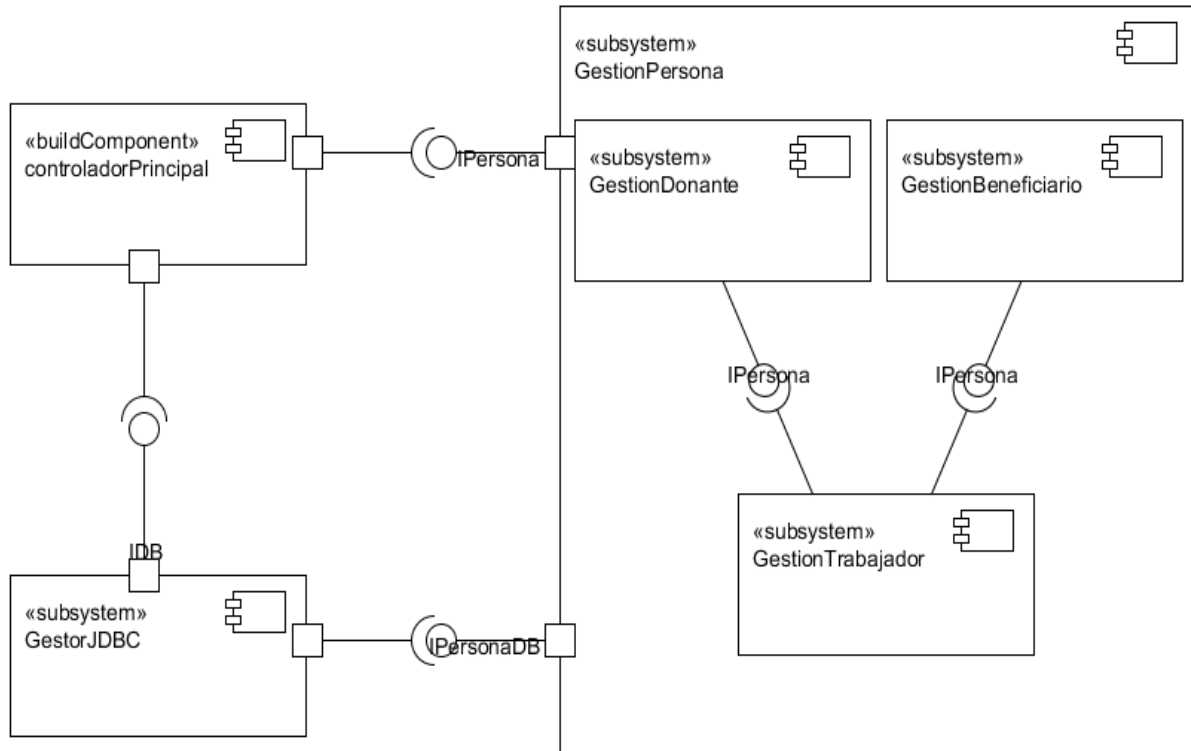 «subsystem»
GestionPersona
«buildComponent»
controladorPrincipal
IPersona
«subsystem»
GestionDonante
«subsystem»
GestionBeneficiario
IPersona
IPersona
«subsystem»
GestionTrabajador
IDB
«subsystem»
GestorJDBC
IPersonaDB